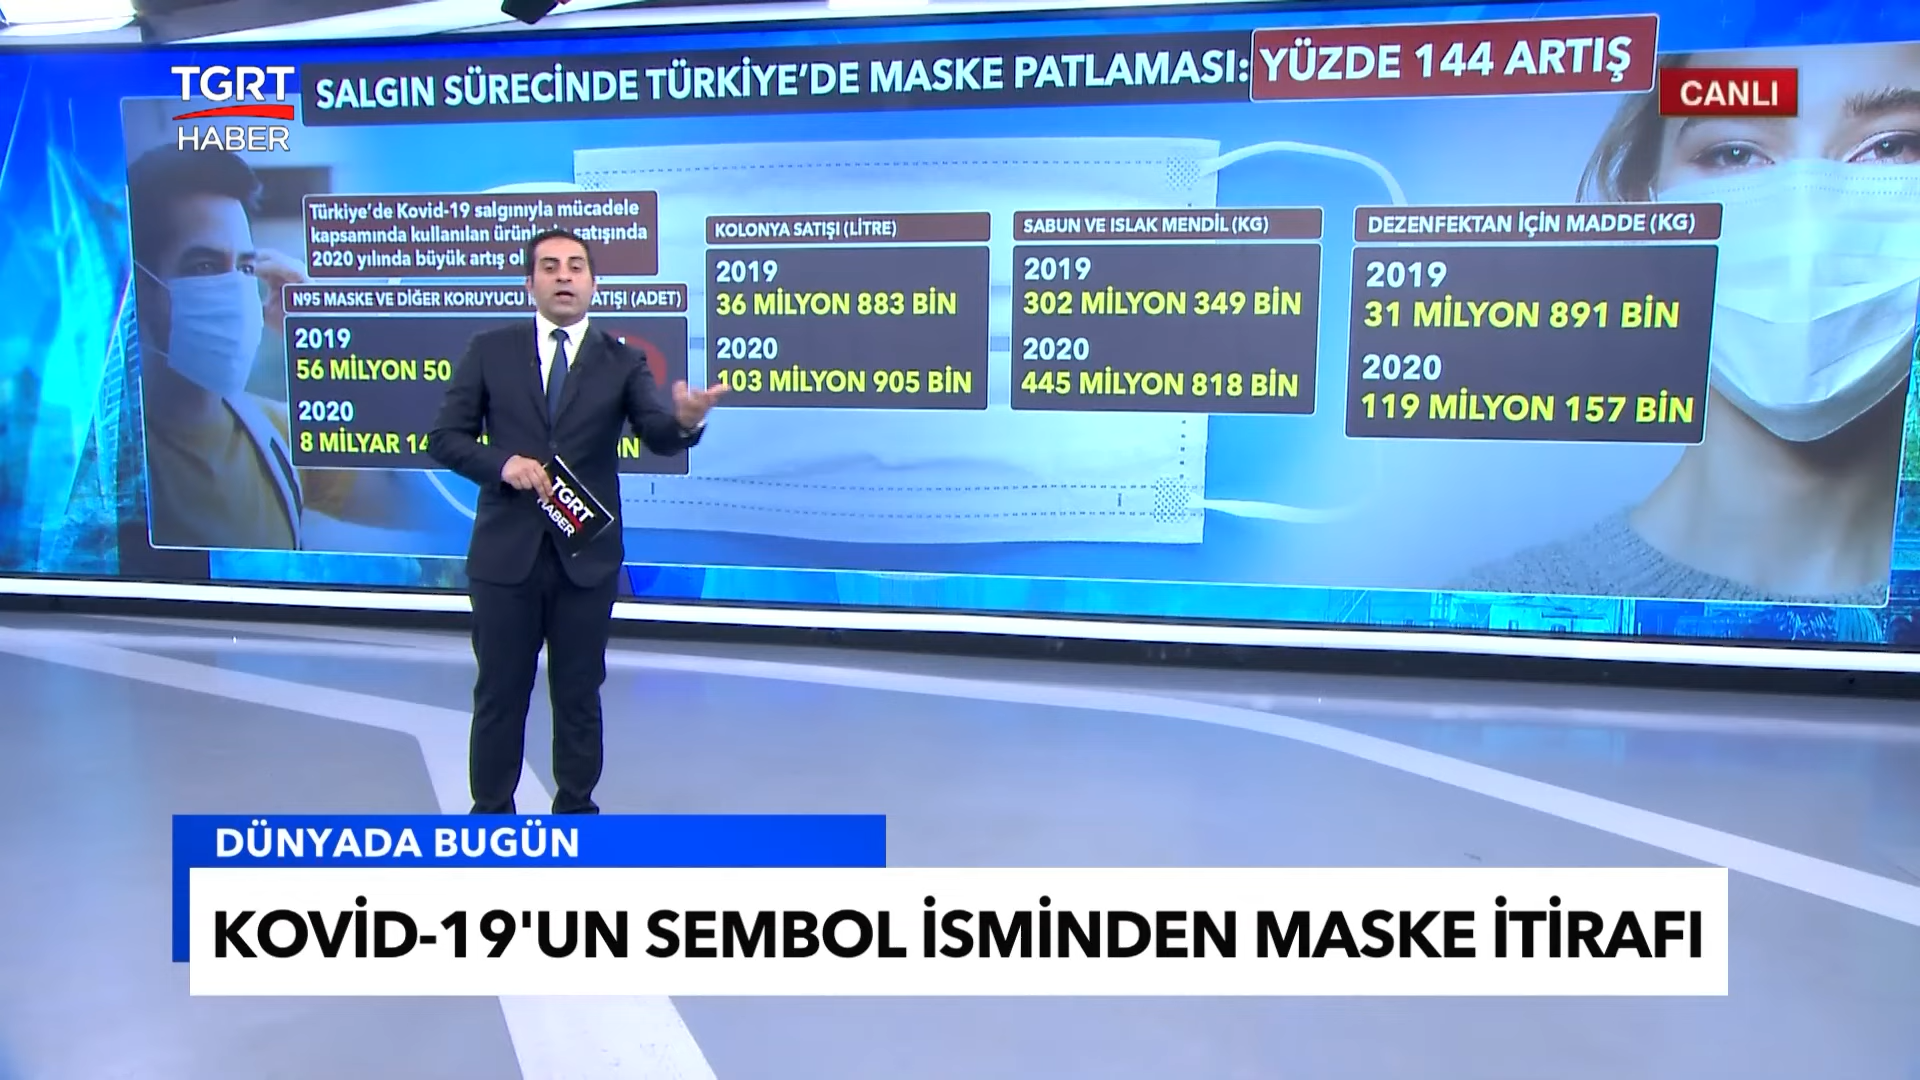 SALGIN SÜRECİNDE TÜRKİYE'DE MASKE PATLAMASI: YÜZDE 144 ARTIŞ
TGRT
HABER
CANLI
Türkiye'de Kovid-19 salgınıyla mücadele
kapsamında kullanılan satışında
2020 yılında büyük artış
N95 MASKE VE DİĞER KORUYUCU (ADET)
2019
56 MİLYON
2020
8 MİLYAR
KOLONYA SATIŞI (LİTRE)
2019
36 MİLYON 883 BİN
2020
103 MİLYON 905 BİN
SABUN VE ISLAK MENDİL (KG)
2019
302 MİLYON 349 BİN
2020
445 MİLYON 818 BİN
DEZENFEKTAN İÇİN MADDE (KG)
2019
31 MİLYON 891 BİN
2020
119 MİLYON 157 BİN
TGRT
HABER
DÜNYADA BUGÜN
KOVİD-19'UN SEMBOL İSMİNDEN MASKE İTİRAFI